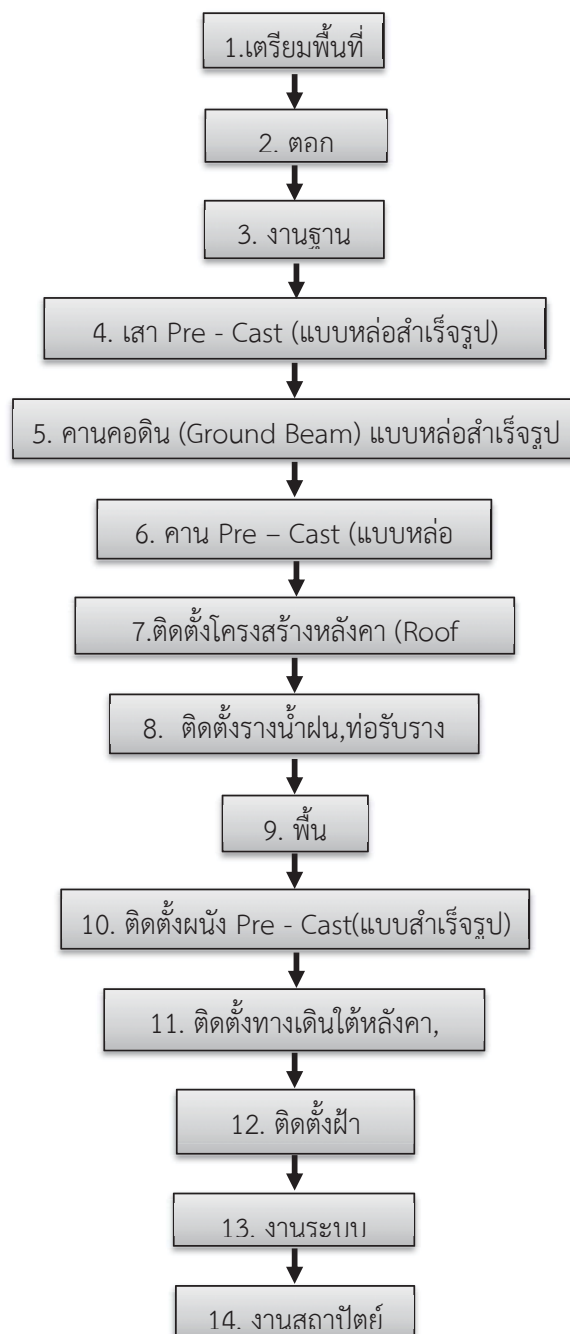 1.เตรียมพื้นที่
2. ตอก
3. งานฐาน
4. เสา Pre - Cast (แบบหล่อสำเร็จรูป)
5. คานคอดิน (Ground Beam) แบบหล่อสำเร็จรูป
6. คาน Pre – Cast (แบบหล่อ
7.ติดตั้งโครงสร้างหลังคา (Roof
8. ติดตั้งรางน้ำฝน,ท่อรับราง
9. พื้น
10. ติดตั้งผนัง Pre - Cast(แบบสำเร็จรูป)
11. ติดตั้งทางเดินใต้หลังคา,
12. ติดตั้งฝ้า
13. งานระบบ
14. งานสถาปัตย์